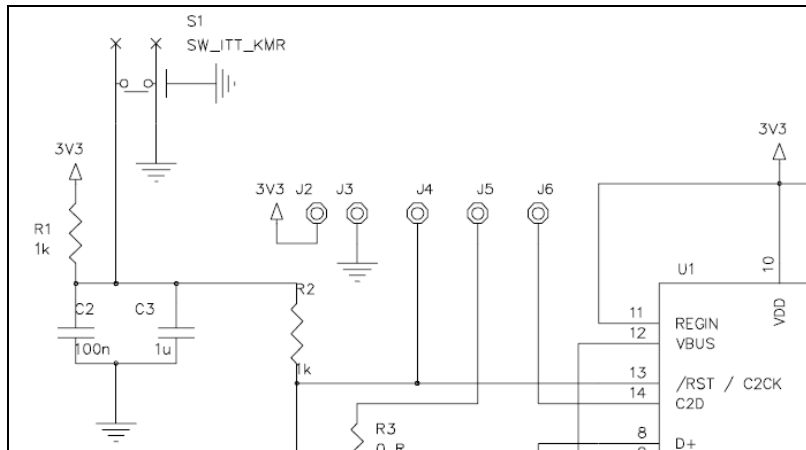 S1
SW_ITT_KMR
3V3
3V3
3V3 J2 J3 J4 J5 J6
R1
1k
U1
10
VDD
R2
C2 C3
11 REGIN
12 VBUS
100n 1u
1k
13 /RST / C2CK
14 C2D
R3
0 R
8 D+